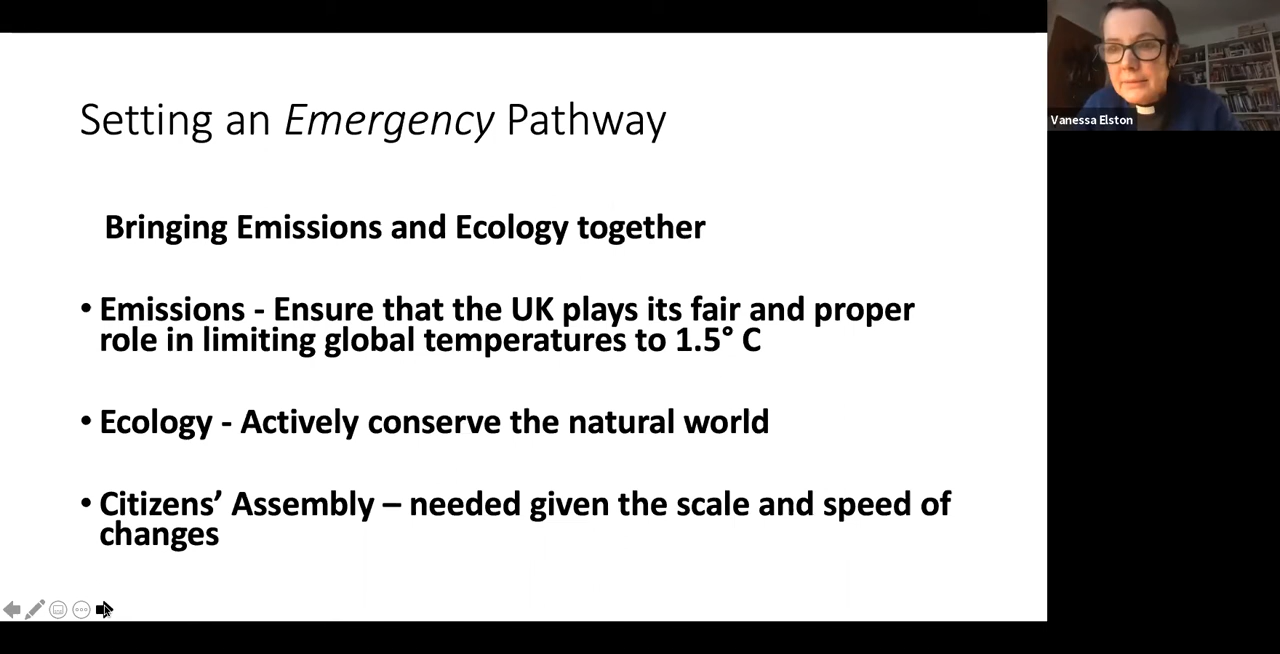 Setting an Emergency Pathway
Vanessa Elston
Bringing Emissions and Ecology together
• Emissions - Ensure that the UK plays its fair and proper
role in limiting global temperatures to 1.5° C
• Ecology - Actively conserve the natural world
• Citizens’ Assembly – needed given the scale and speed of
changes